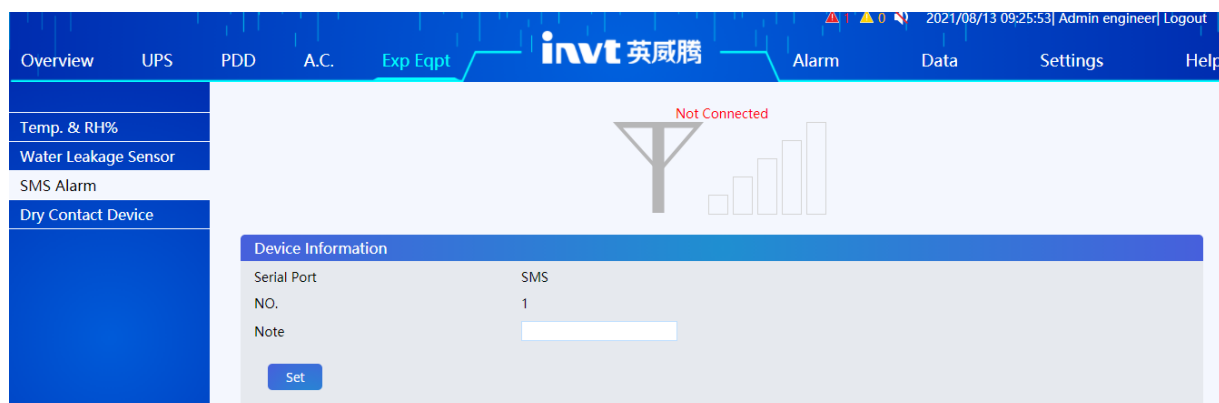 1 0 2021/08/13 09:25:53| Admin engineer| Logout
Overview UPS PDD A.C. Exp Eqpt invt 英威腾 Alarm Data Settings Help
Not Connected
Temp. & RH%
Water Leakage Sensor
SMS Alarm
Dry Contact Device
Device Information
Serial Port SMS
NO. 1
Note
Set